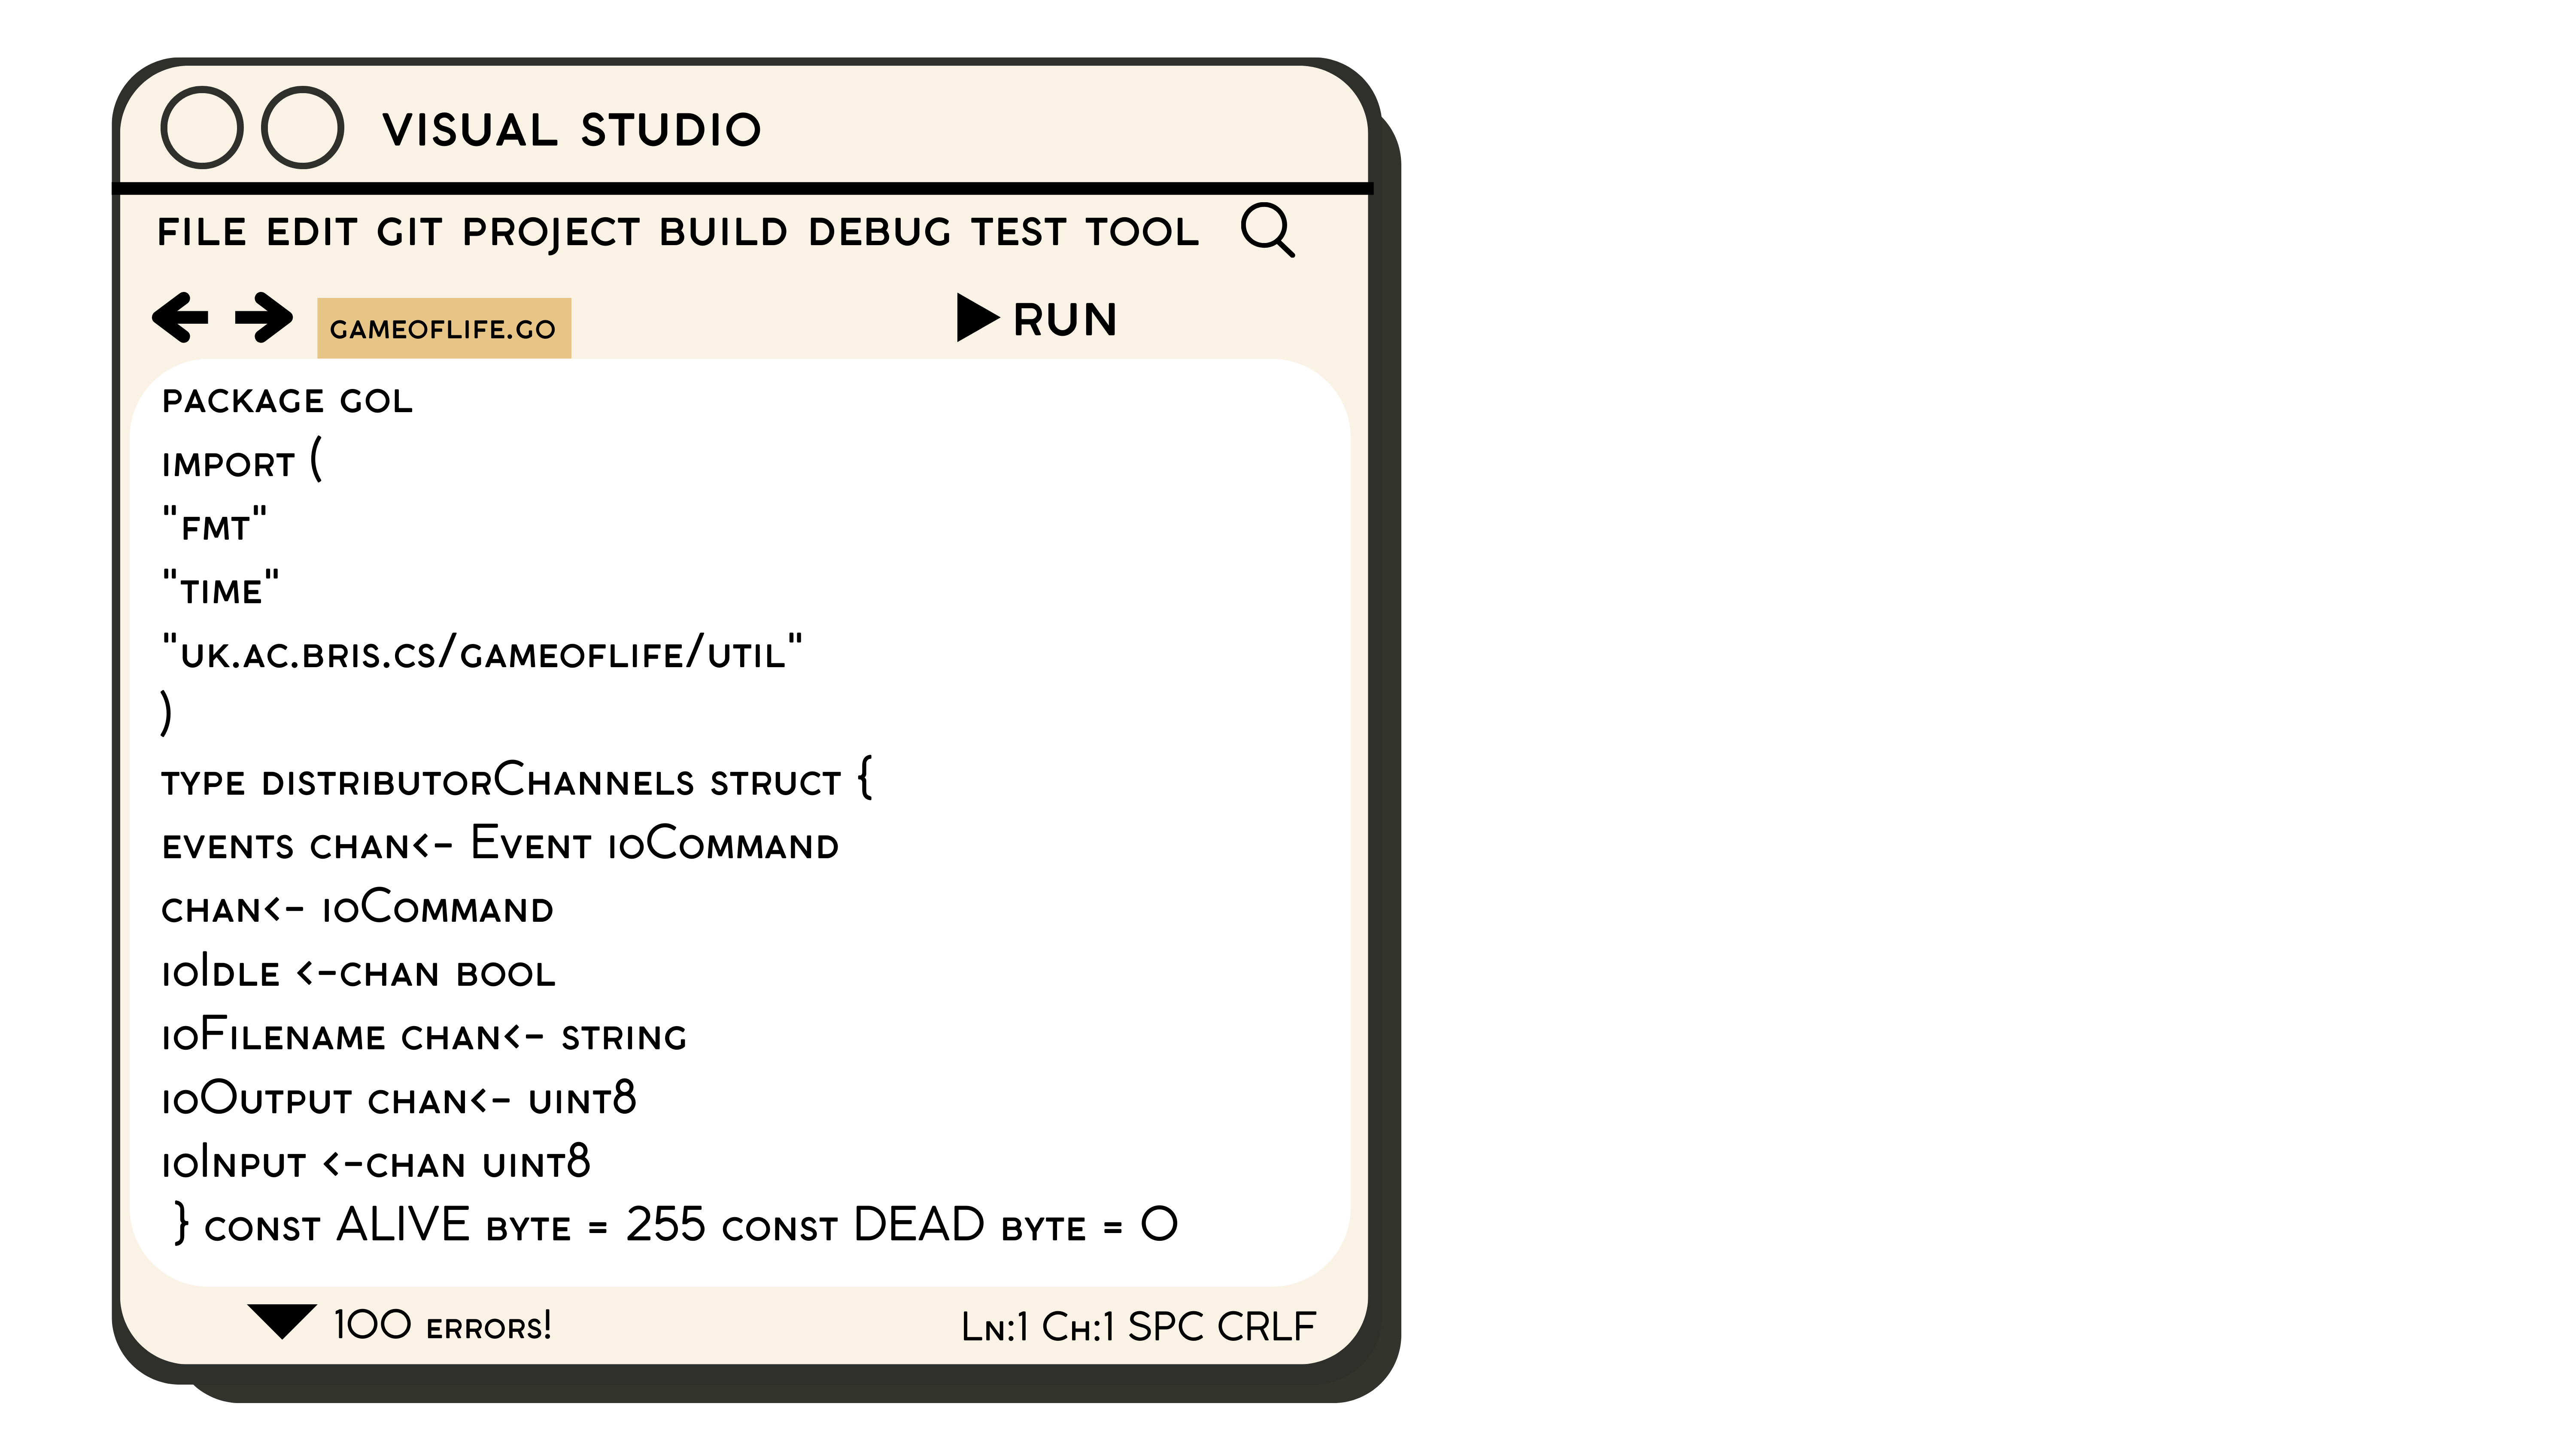 VISUAL STUDIO
FILE EDIT GIT PROJECT BUILD DEBUG TEST TOOL
gameoflife.go
RUN
package gol
import (
"fmt"
"time"
"uk.ac.bris.cs/gameoflife/util"
)
type distributorChannels struct {
events chan<- Event ioCommand
chan<- ioCommand
ioIdle <-chan bool
ioFilename chan<- string
ioOutput chan<- uint8
ioInput <-chan uint8
} const ALIVE byte = 255 const DEAD byte = 0
100 errors!
Ln:1 Ch:1 SPC CRLF